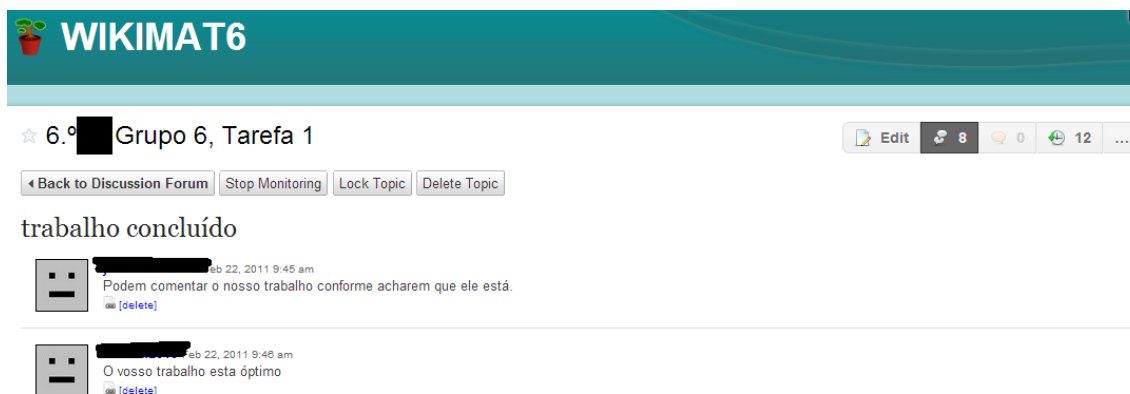 WIKIMAT6
6.º Grupo 6, Tarefa 1
Edit 8 0 12 ...
Back to Discussion Forum Stop Monitoring Lock Topic Delete Topic
trabalho concluído
eb 22, 2011 9:45 am
Podem comentar o nosso trabalho conforme acharem que ele está.
[delete]
eb 22, 2011 9:46 am
O vosso trabalho esta óptimo
[delete]